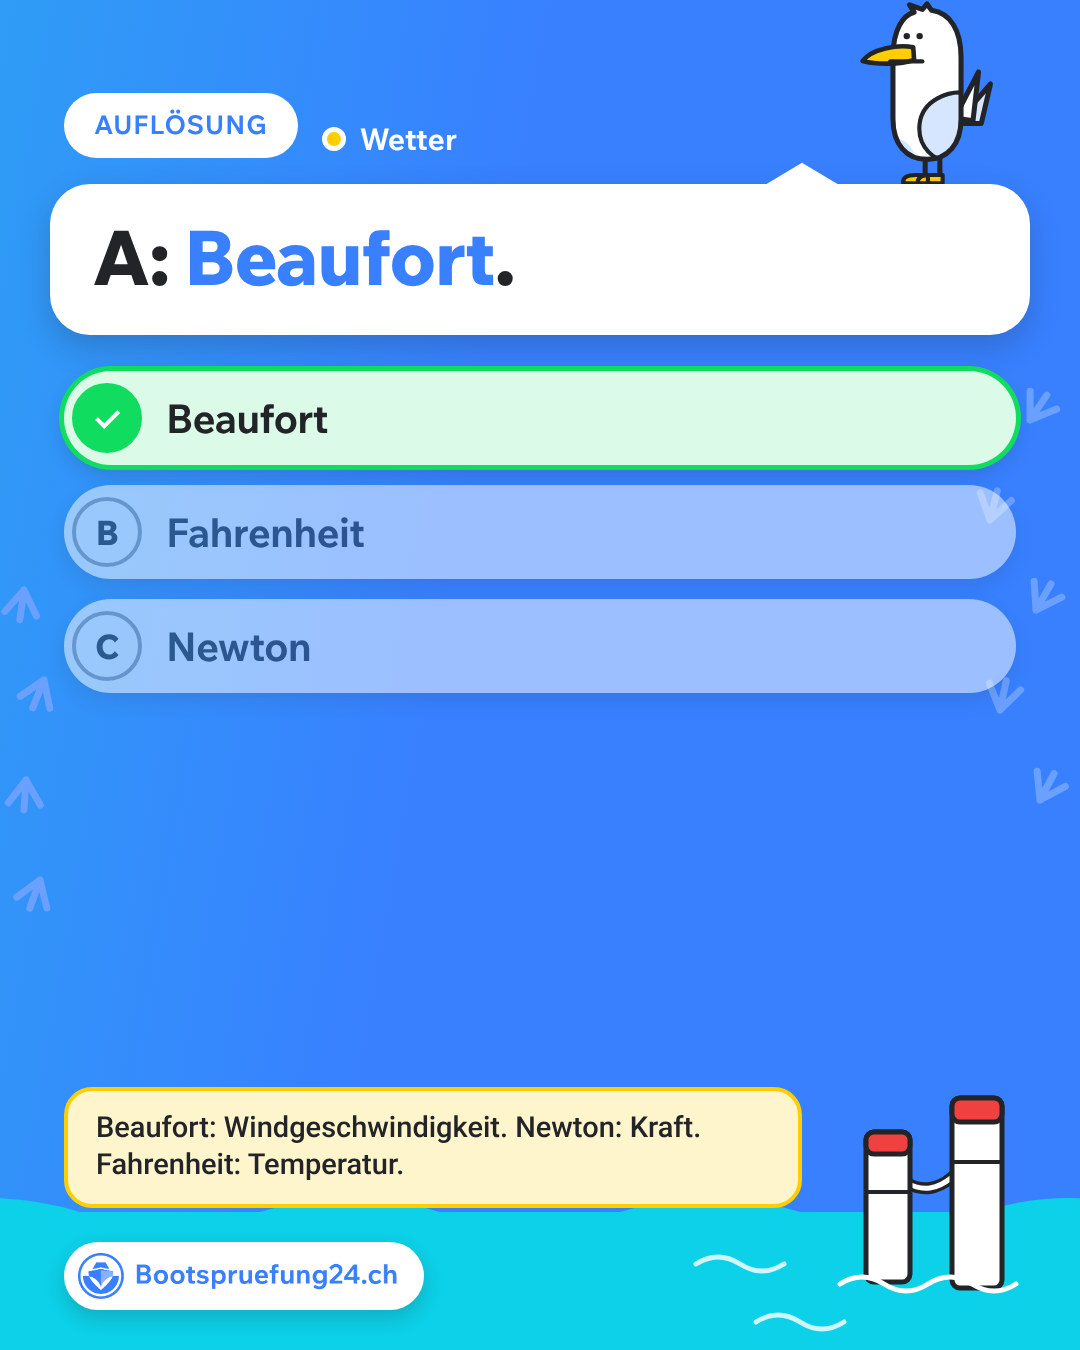 AUFLÖSUNG
Wetter
A: Beaufort.
Beaufort
B Fahrenheit
C Newton
Beaufort: Windgeschwindigkeit. Newton: Kraft.
Fahrenheit: Temperatur.
Bootspruefung24.ch